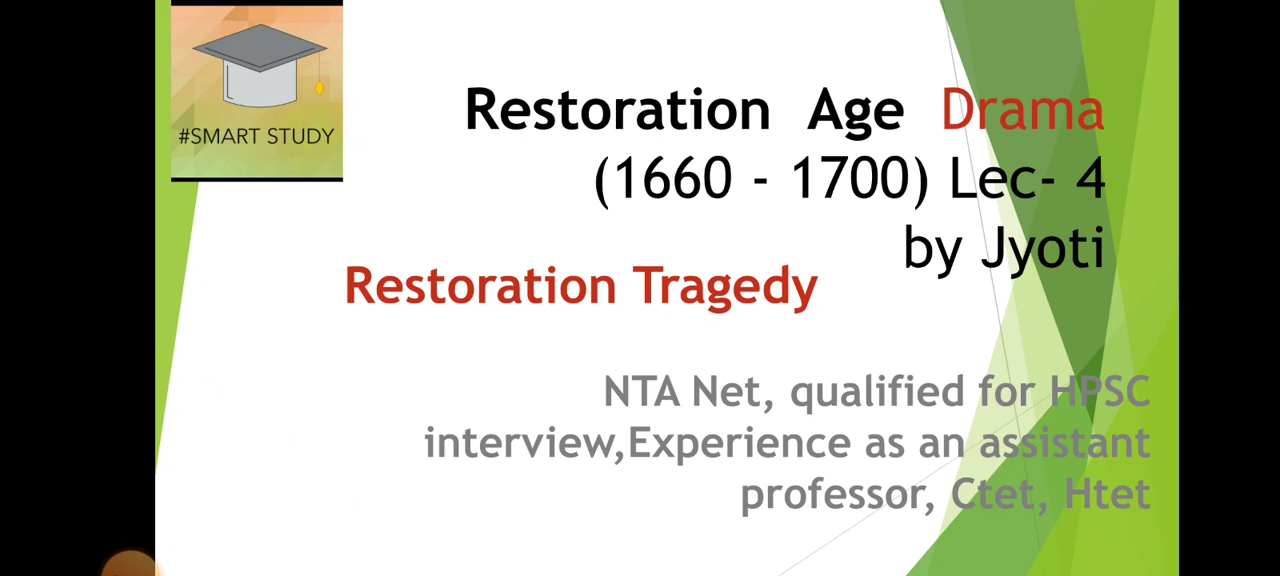 #SMART STUDY
Restoration Age Drama
(1660 - 1700) Lec- 4
by Jyoti
Restoration Tragedy
NTA Net, qualified for HPSC
interview,Experience as an assistant
professor, Ctet, Htet